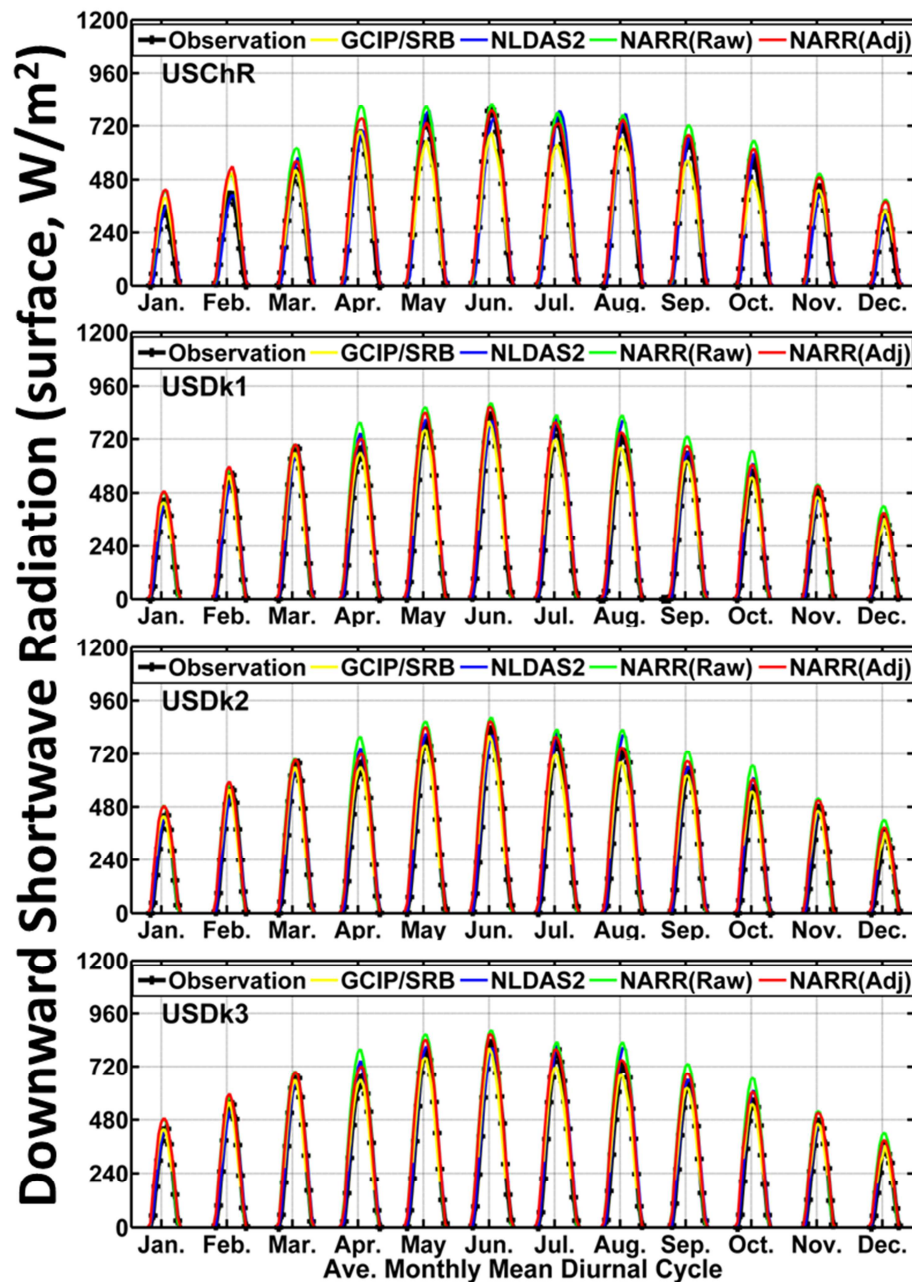 Downward Shortwave Radiation (surface, W/m²)
1200
960
720
480
240
0
Observation GCIP/SRB NLDAS2 NARR(Raw) NARR(Adj)
USChR
Jan. Feb. Mar. Apr. May Jun. Jul. Aug. Sep. Oct. Nov. Dec.
1200
960
720
480
240
0
Observation GCIP/SRB NLDAS2 NARR(Raw) NARR(Adj)
USDk1
Jan. Feb. Mar. Apr. May Jun. Jul. Aug. Sep. Oct. Nov. Dec.
1200
960
720
480
240
0
Observation GCIP/SRB NLDAS2 NARR(Raw) NARR(Adj)
USDk2
Jan. Feb. Mar. Apr. May Jun. Jul. Aug. Sep. Oct. Nov. Dec.
1200
960
720
480
240
0
Observation GCIP/SRB NLDAS2 NARR(Raw) NARR(Adj)
USDk3
Jan. Feb. Mar. Apr. May Jun. Jul. Aug. Sep. Oct. Nov. Dec.
Ave. Monthly Mean Diurnal Cycle